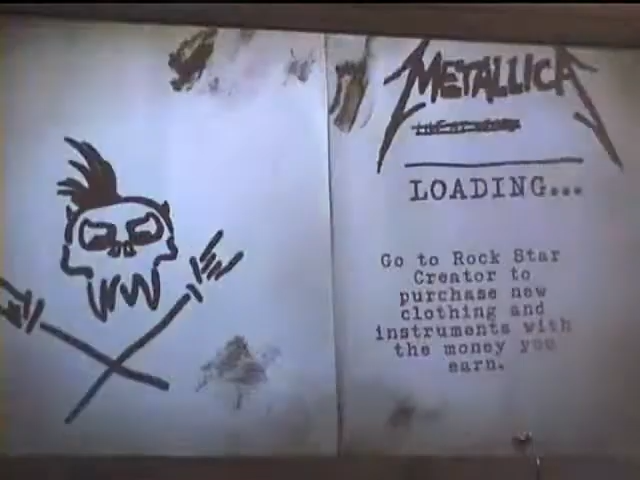 METALLICA
LOADING...
Go to Rock Star
Creator to
purchase new
clothing and
instruments with
the money you
earn.